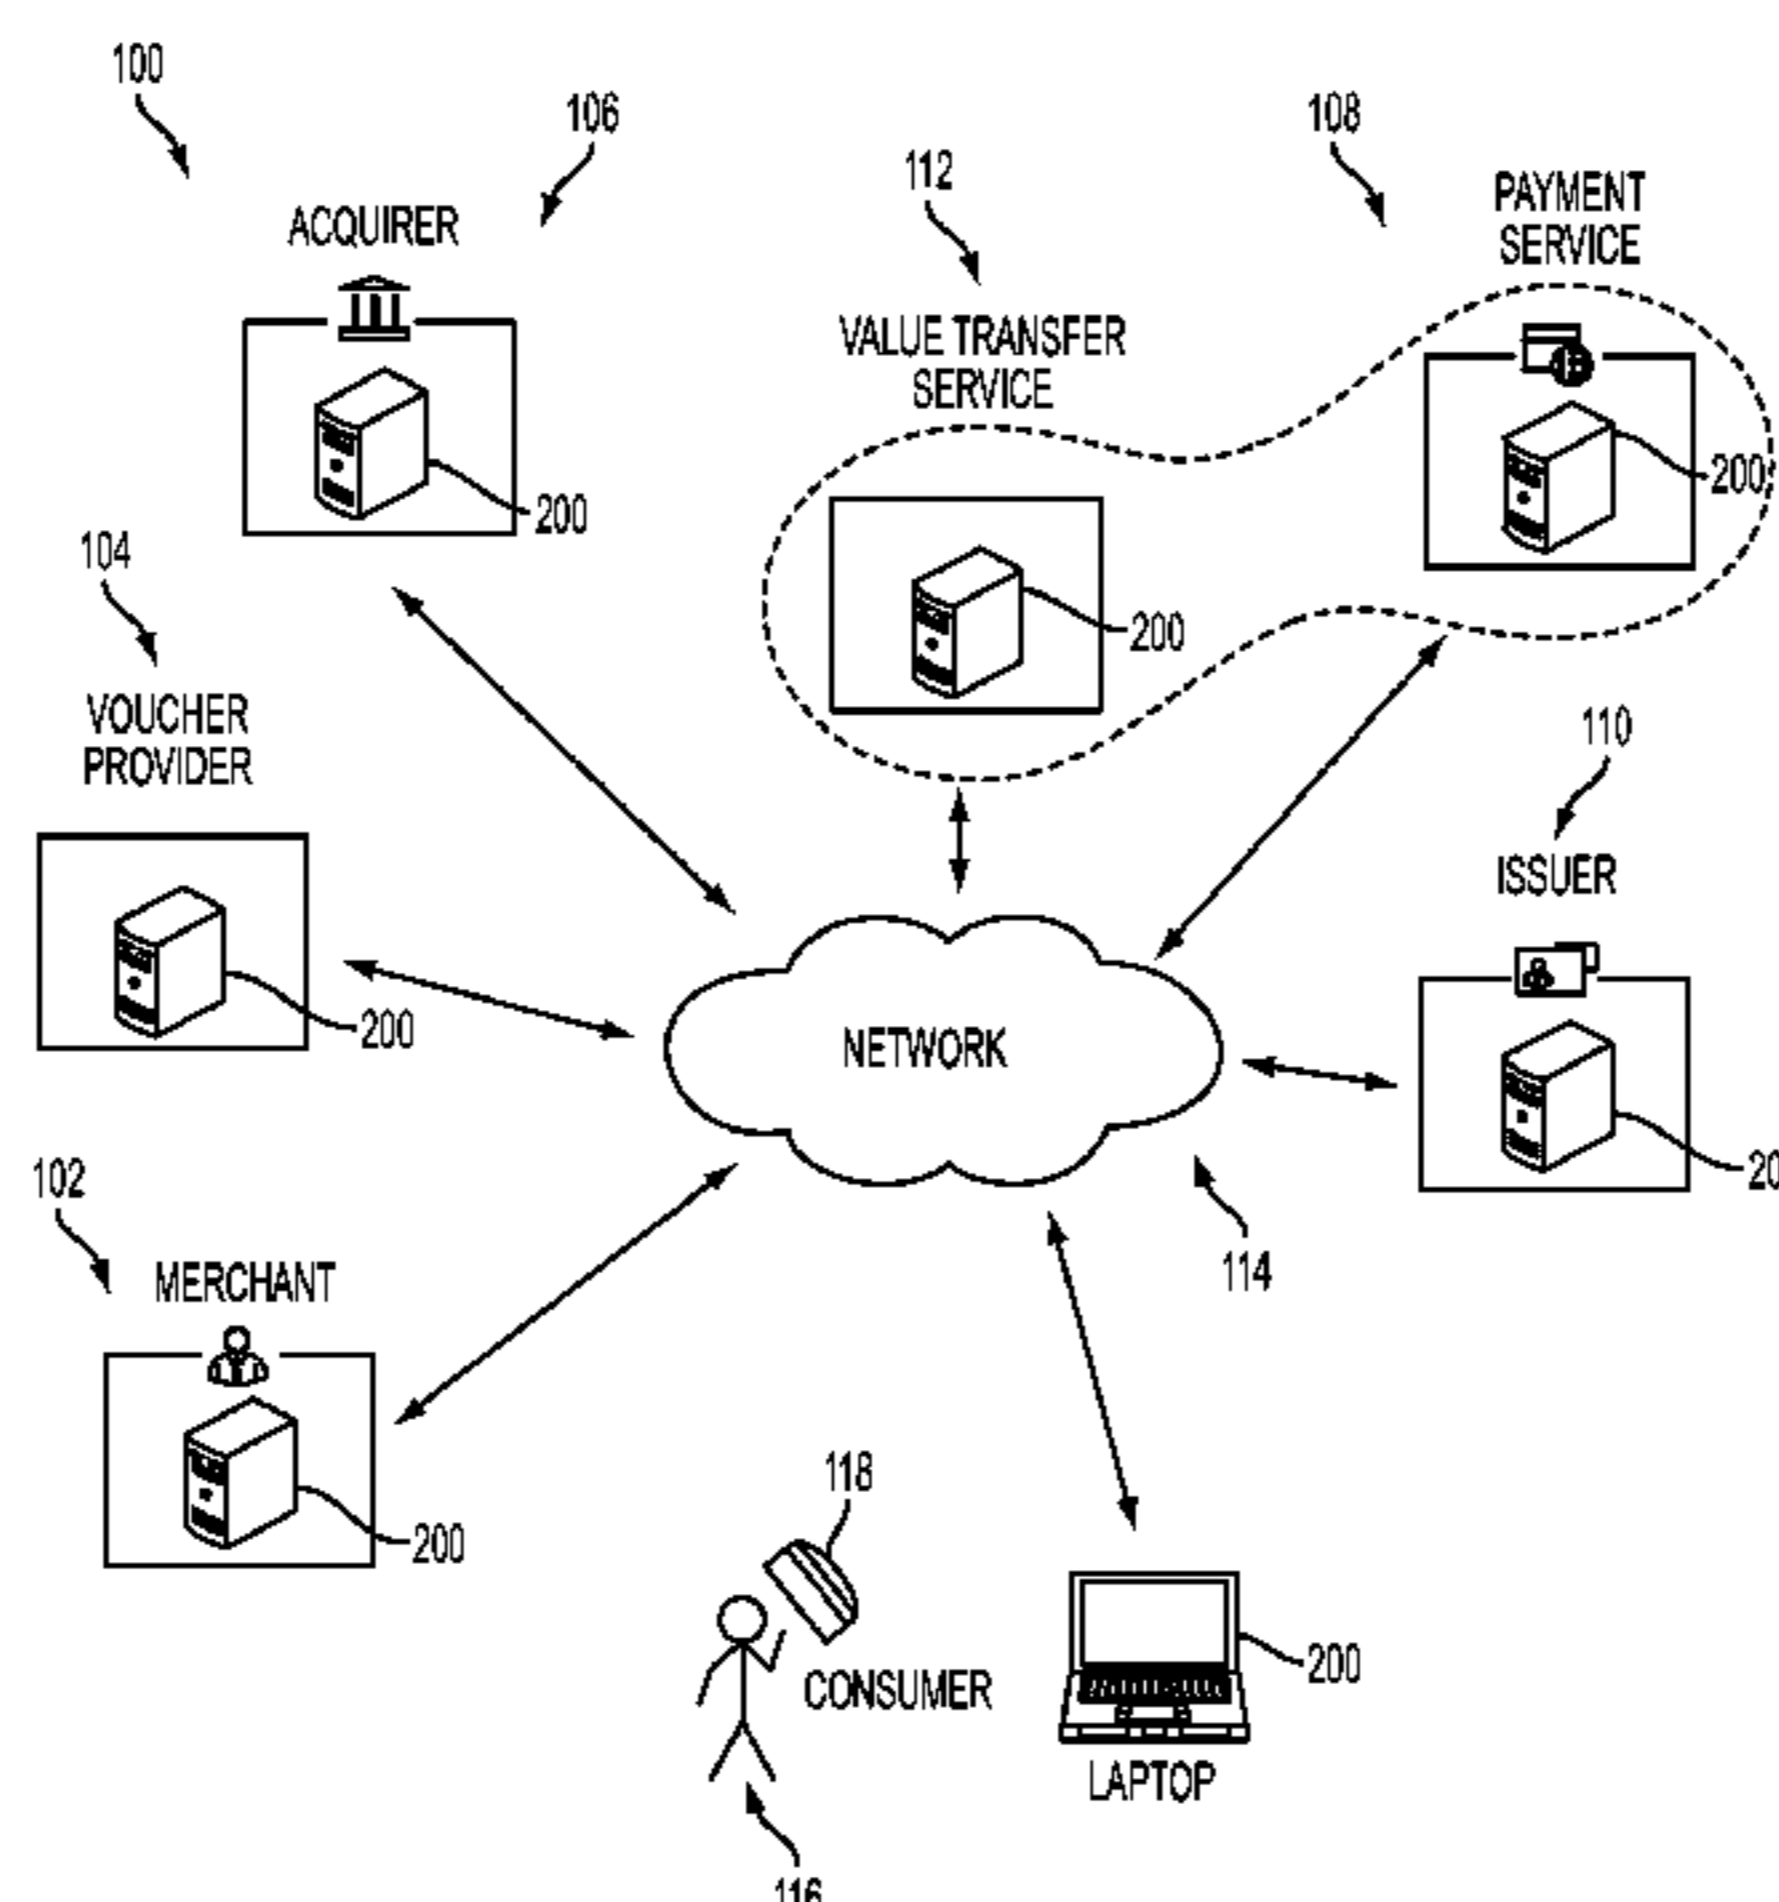 100
106
112
108
ACQUIRER
PAYMENT
SERVICE
VALUE TRANSFER
SERVICE
200
200
200
104
VOUCHER
PROVIDER
110
ISSUER
200
NETWORK
20
102
MERCHANT
114
200
118
CONSUMER
200
LAPTOP
116